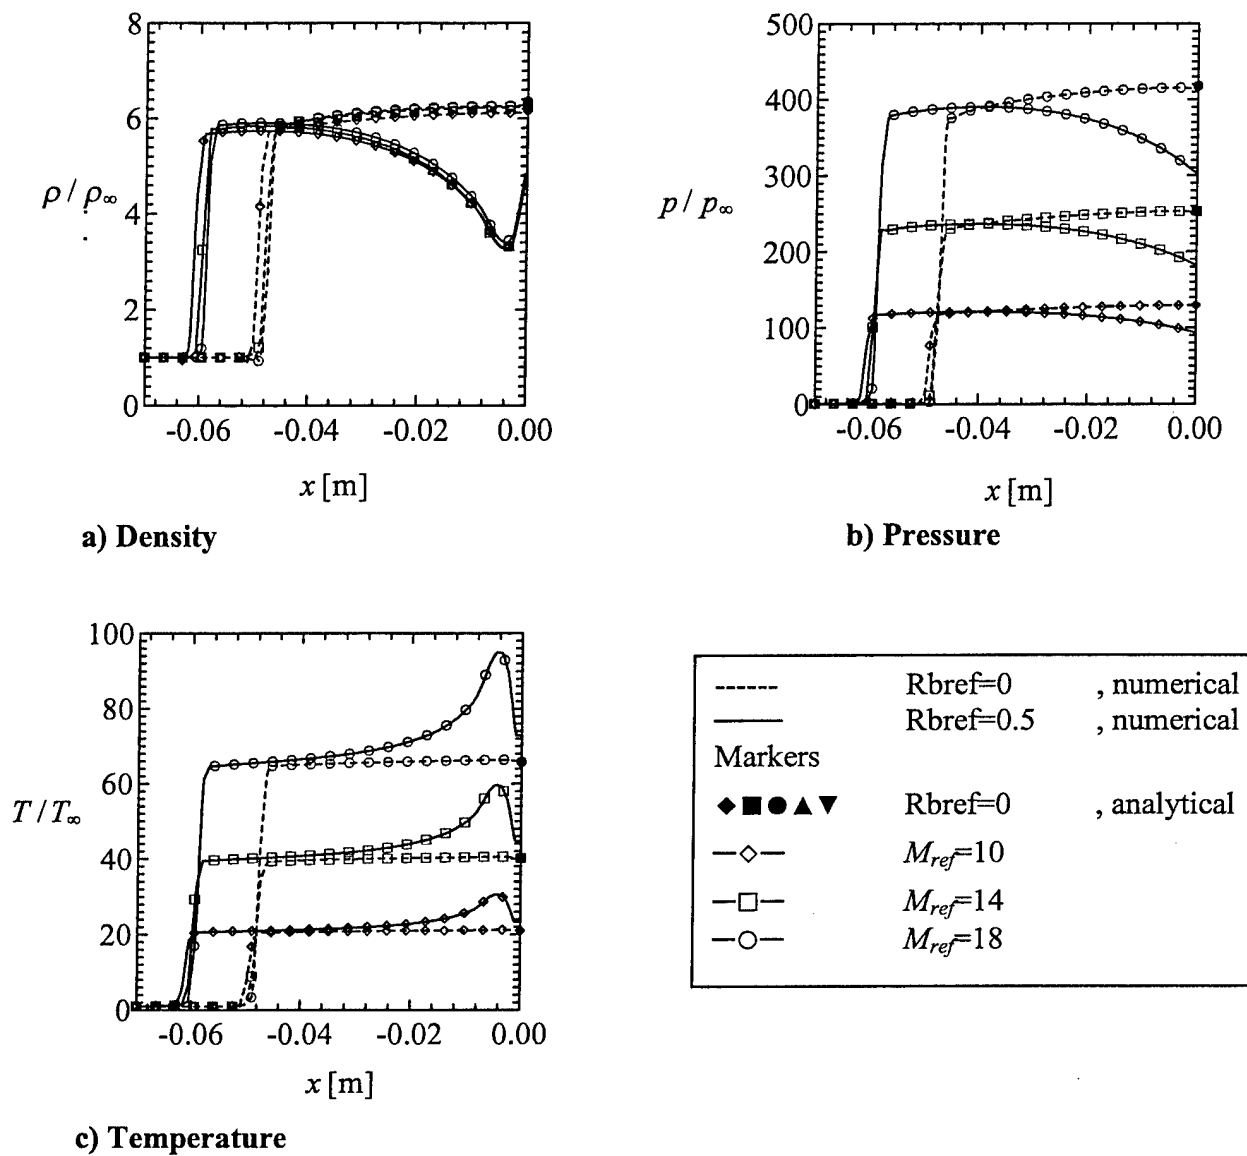 8
6
4
2
0
ρ / ρ∞
-0.06 -0.04 -0.02 0.00
x [m]
a) Density
500
400
300
200
100
0
p / p∞
-0.06 -0.04 -0.02 0.00
x [m]
b) Pressure
100
80
60
40
20
0
T / T∞
-0.06 -0.04 -0.02 0.00
x [m]
c) Temperature
Rbref=0 , numerical
Rbref=0.5 , numerical
Markers
Rbref=0 , analytical
Mref=10
Mref=14
Mref=18